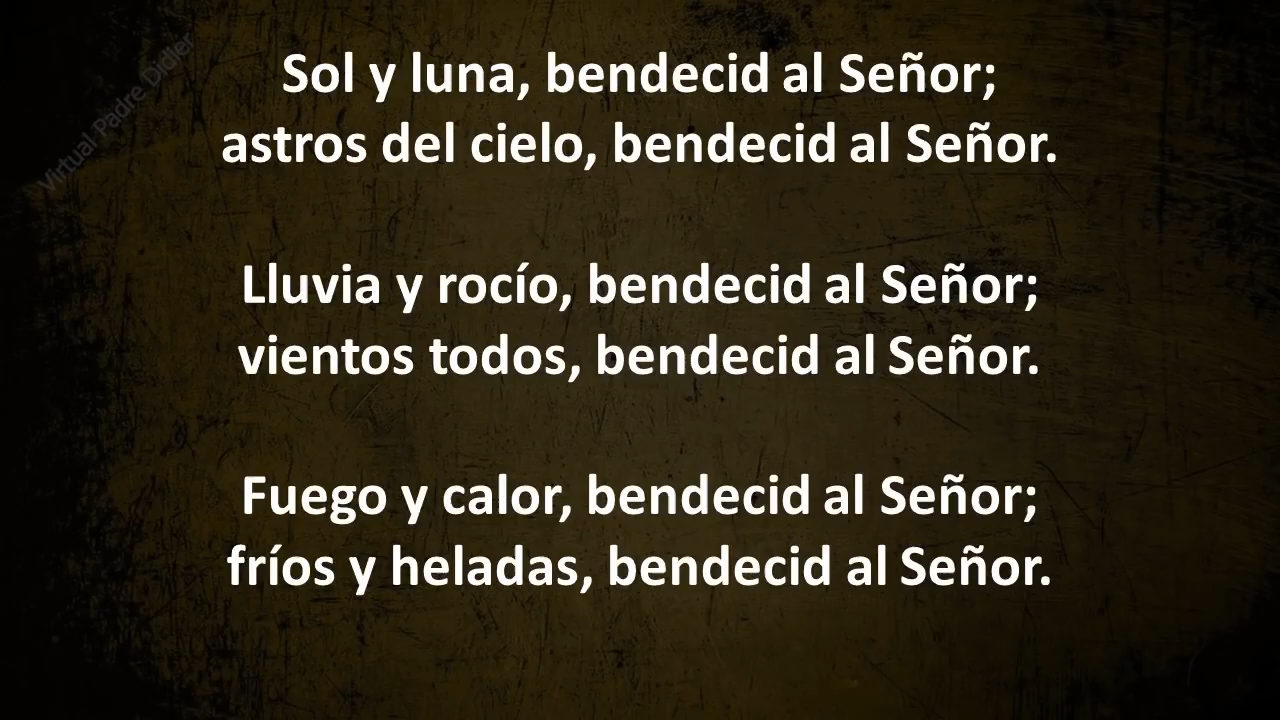 Virtual Padre Didler
Sol y luna, bendecid al Señor;
astros del cielo, bendecid al Señor.
Lluvia y rocío, bendecid al Señor;
vientos todos, bendecid al Señor.
Fuego y calor, bendecid al Señor;
fríos y heladas, bendecid al Señor.